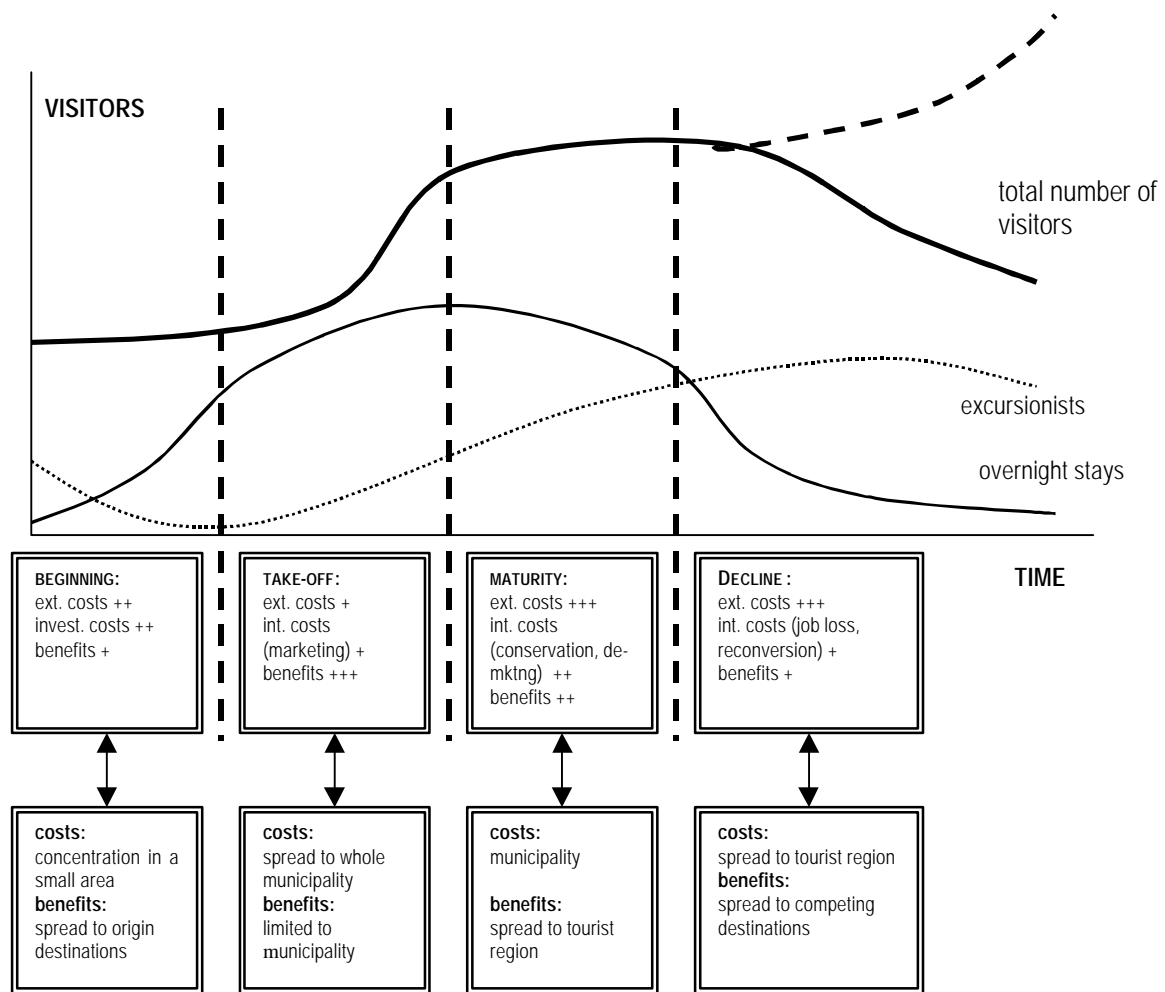 VISITORS
total number of
visitors
excursionists
overnight stays
TIME
BEGINNING:
ext. costs ++
invest. costs ++
benefits +
TAKE-OFF:
ext. costs +
int. costs
(marketing) +
benefits +++
MATURITY:
ext. costs +++
int. costs
(conservation, de-
mktng) ++
benefits ++
DECLINE :
ext. costs +++
int. costs (job loss,
reconversion) +
benefits +
costs:
concentration in a
small area
benefits:
spread to origin
destinations
costs:
spread to whole
municipality
benefits:
limited to
municipality
costs:
municipality
benefits:
spread to tourist
region
costs:
spread to tourist region
benefits:
spread to competing
destinations